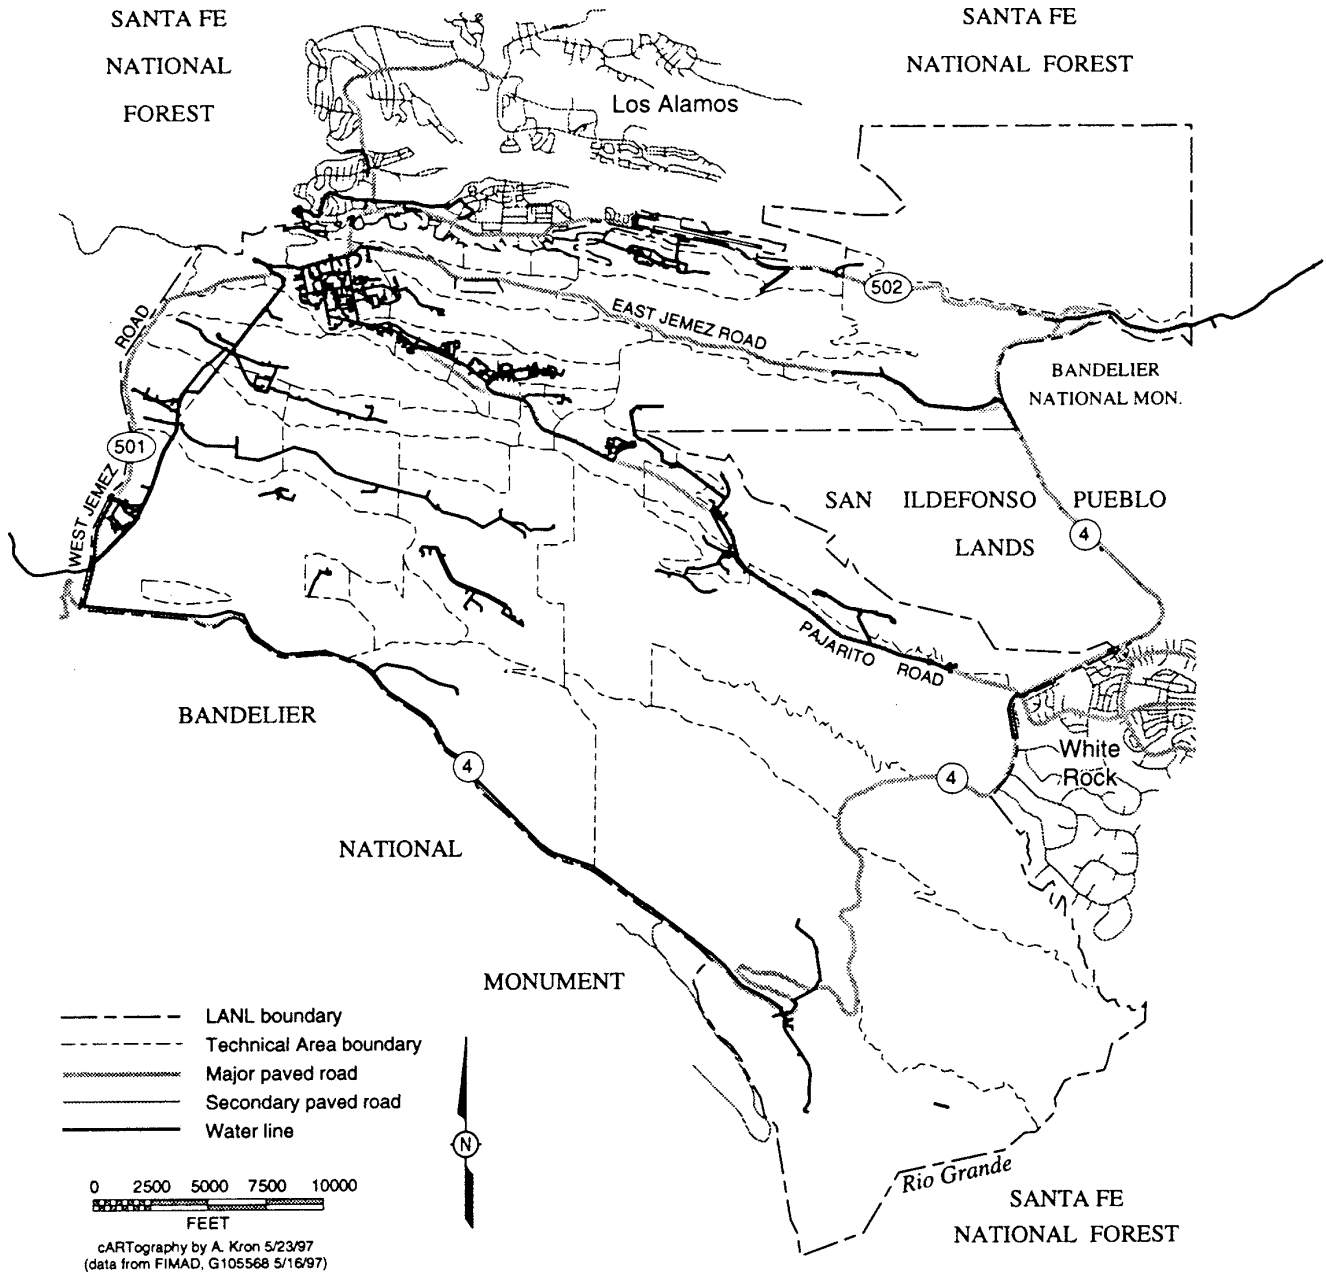 SANTA FE
NATIONAL
FOREST
SANTA FE
NATIONAL FOREST
Los Alamos
502
EAST JEMEZ ROAD
ROAD
BANDELIER
NATIONAL MON.
501
WEST JEMEZ
SAN ILDEFONSO PUEBLO
LANDS
4
PAJARITO ROAD
BANDELIER
White
Rock
4
4
NATIONAL
MONUMENT
LANL boundary
Technical Area boundary
Major paved road
Secondary paved road
Water line
N
0 2500 5000 7500 10000
FEET
cARTography by A. Kron 5/23/97
(data from FIMAD, G105568 5/16/97)
Rio Grande
SANTA FE
NATIONAL FOREST